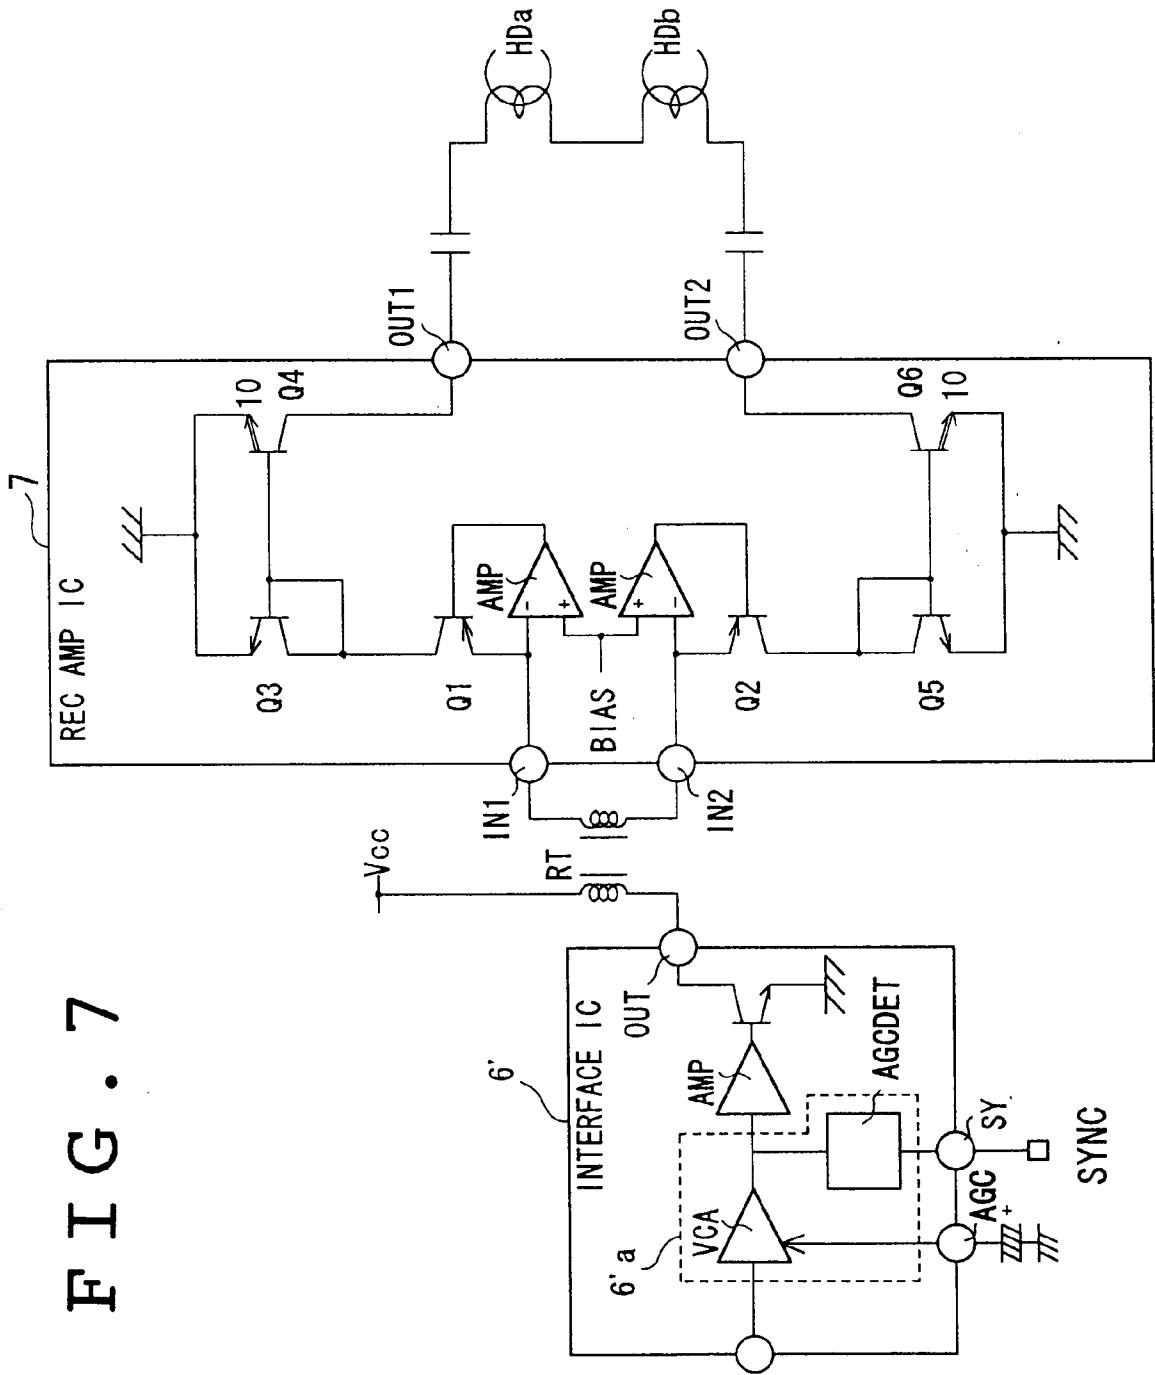 FIG.7
INTERFACE IC
6'
6'a
VCA
AMP
AGCDET
OUT
AGC
+
SY
SYNC
Vcc
RT
REC AMP IC
7
IN1
IN2
BIAS
Q3
Q1
Q2
Q5
AMP
-
+
AMP
+
-
10
Q4
Q6
10
OUT1
OUT2
HDa
HDb